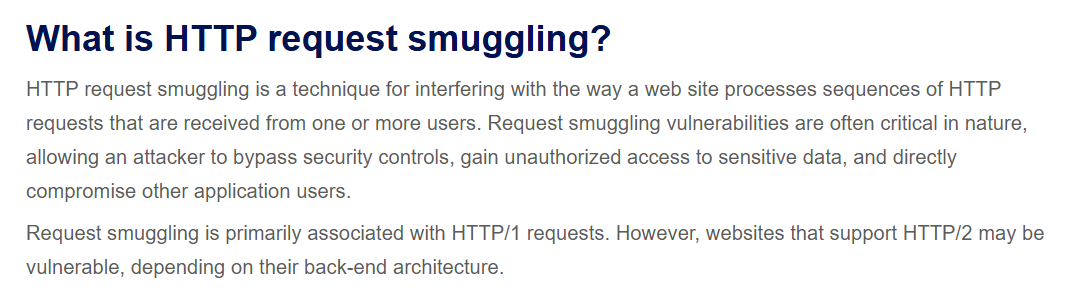 What is HTTP request smuggling?
HTTP request smuggling is a technique for interfering with the way a web site processes sequences of HTTP
requests that are received from one or more users. Request smuggling vulnerabilities are often critical in nature,
allowing an attacker to bypass security controls, gain unauthorized access to sensitive data, and directly
compromise other application users.
Request smuggling is primarily associated with HTTP/1 requests. However, websites that support HTTP/2 may be
vulnerable, depending on their back-end architecture.